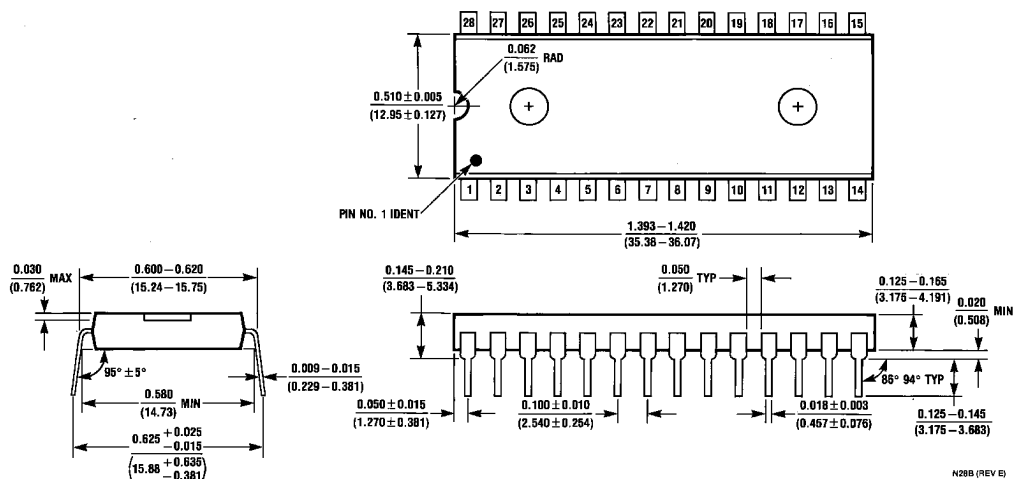 28 27 26 25 24 23 22 21 20 19 18 17 16 15
0.062
(1.575)
RAD
0.510 ± 0.005
(12.95 ± 0.127)
1 2 3 4 5 6 7 8 9 10 11 12 13 14
PIN NO. 1 IDENT
1.393 – 1.420
(35.38 – 36.07)
0.030
(0.762)
MAX
0.600 – 0.620
(15.24 – 15.75)
95° ±5°
0.580
(14.73)
MIN
0.009 – 0.015
(0.229 – 0.381)
0.625 +0.025
–0.015
(15.88 +0.635
–0.381)
0.145 – 0.210
(3.683 – 5.334)
0.050
(1.270)
TYP
0.125 – 0.165
(3.175 – 4.191)
0.020
(0.508)
MIN
86° 94° TYP
0.050 ± 0.015
(1.270 ± 0.381)
0.100 ± 0.010
(2.540 ± 0.254)
0.018 ± 0.003
(0.457 ± 0.076)
0.125 – 0.145
(3.175 – 3.683)
N28B (REV E)